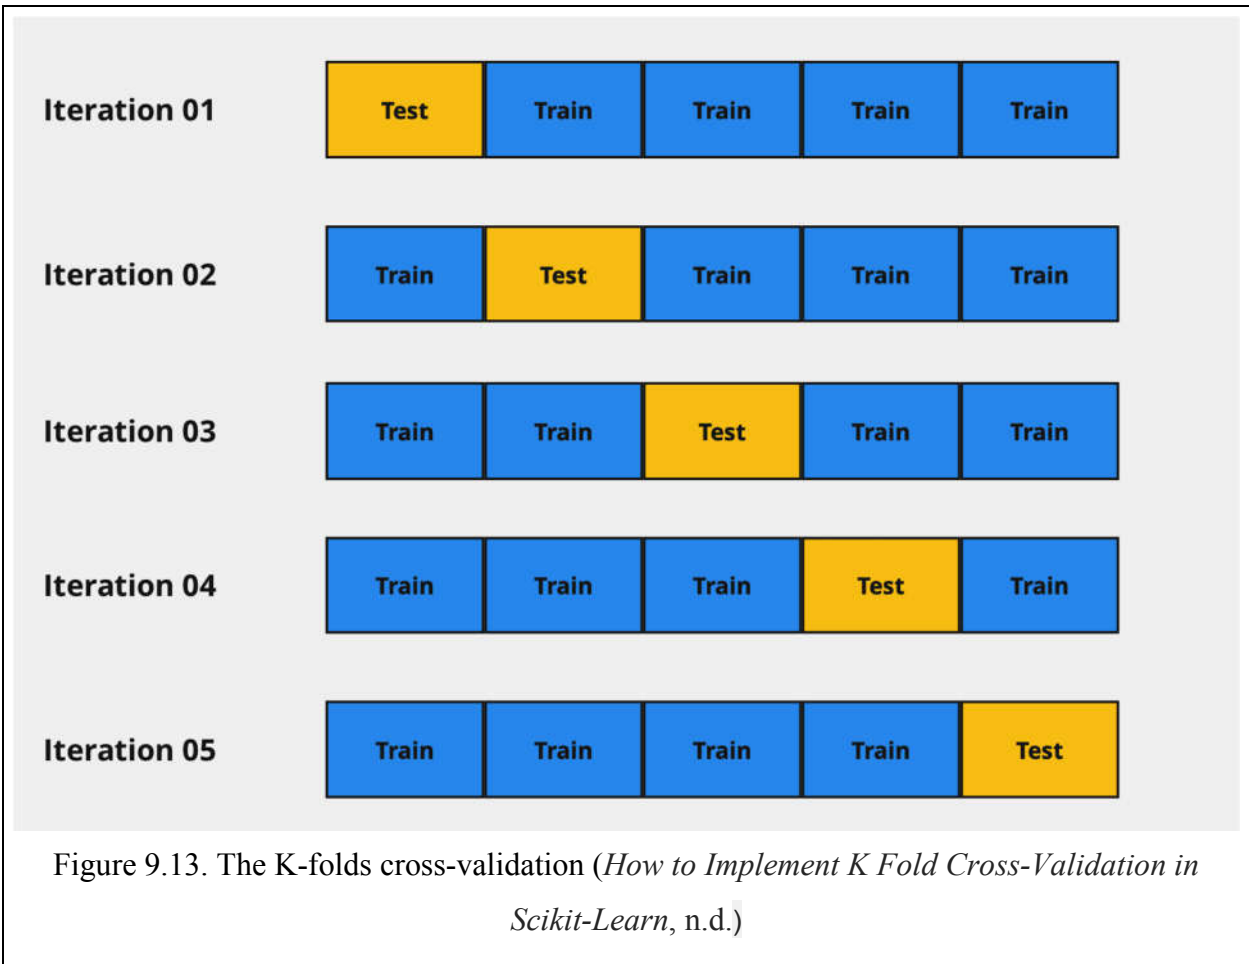 Iteration 01 Test Train Train Train Train
Iteration 02 Train Test Train Train Train
Iteration 03 Train Train Test Train Train
Iteration 04 Train Train Train Test Train
Iteration 05 Train Train Train Train Test
Figure 9.13. The K-folds cross-validation (How to Implement K Fold Cross-Validation in
Scikit-Learn, n.d.)